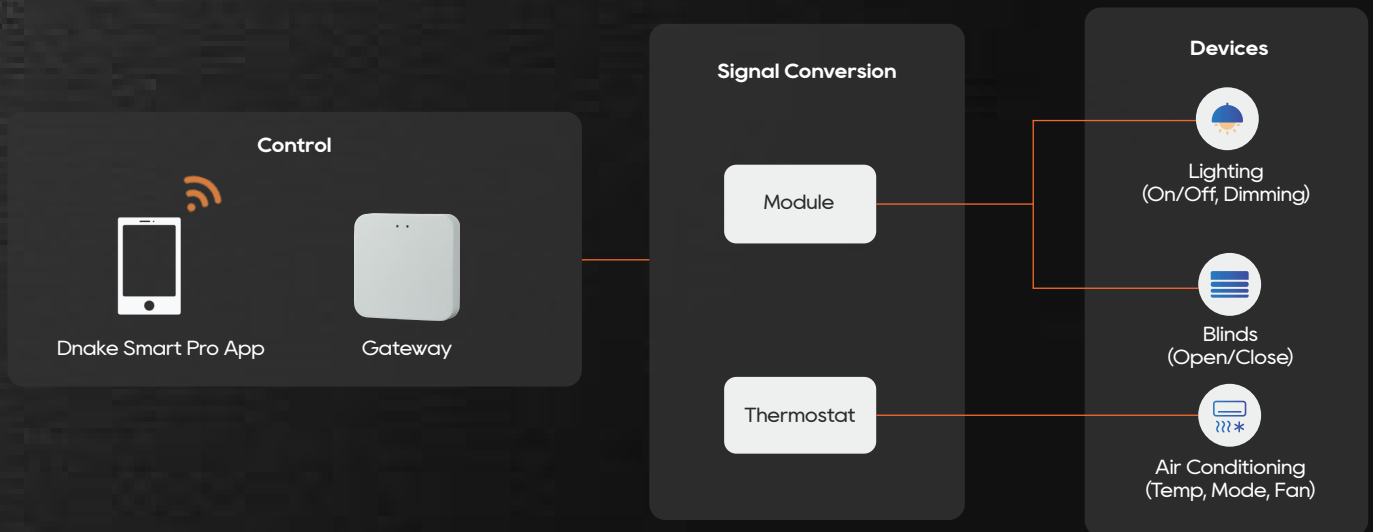 Control
Dnake Smart Pro App
Gateway
Signal Conversion
Module
Thermostat
Devices
Lighting
(On/Off, Dimming)
Blinds
(Open/Close)
Air Conditioning
(Temp, Mode, Fan)